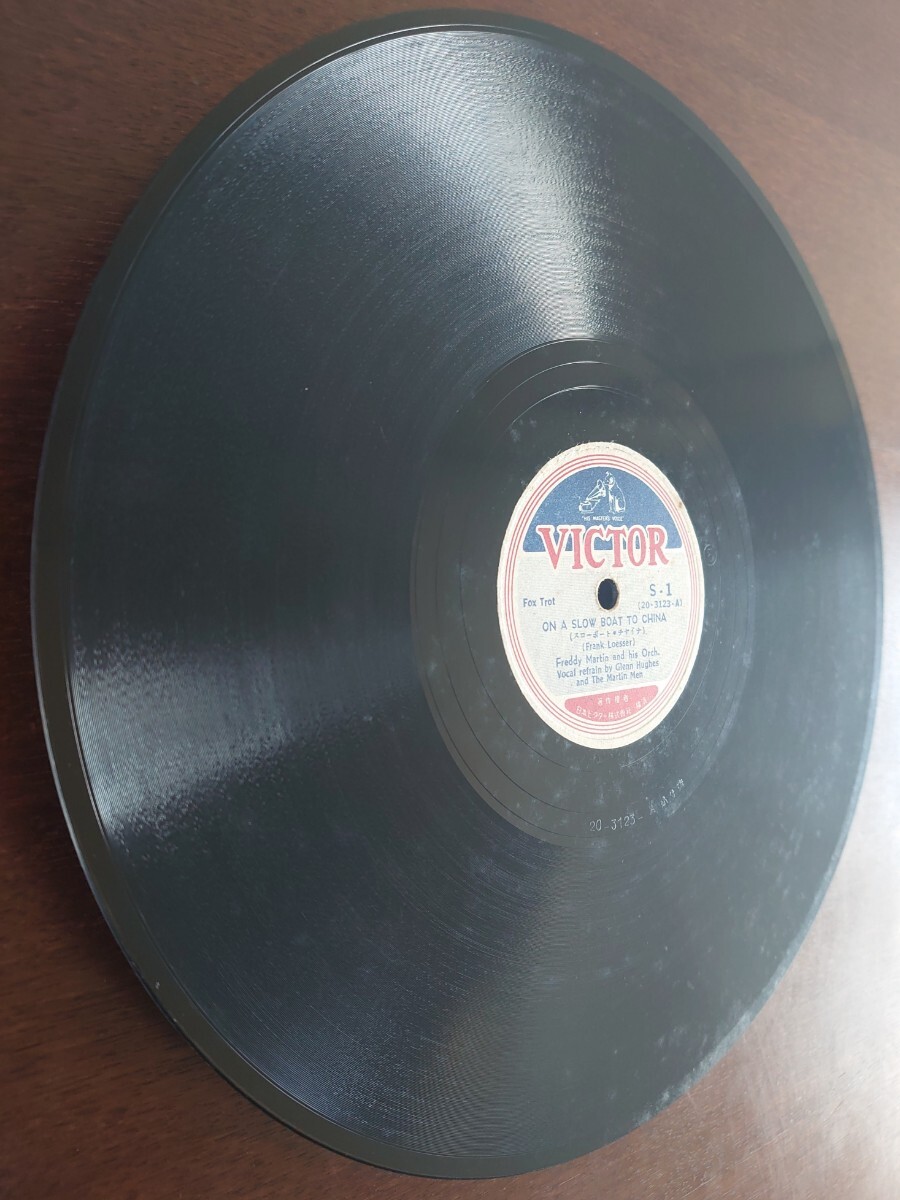 "HIS MASTER'S VOICE"
VICTOR
Fox Trot
S-1
(20-3123-A)
ON A SLOW BOAT TO CHINA
(スローボート・チャイナ)
(Frank Loesser)
Freddy Martin and his Orch.
Vocal refrain by Glenn Hughes
and The Martin Men
20-3123-A